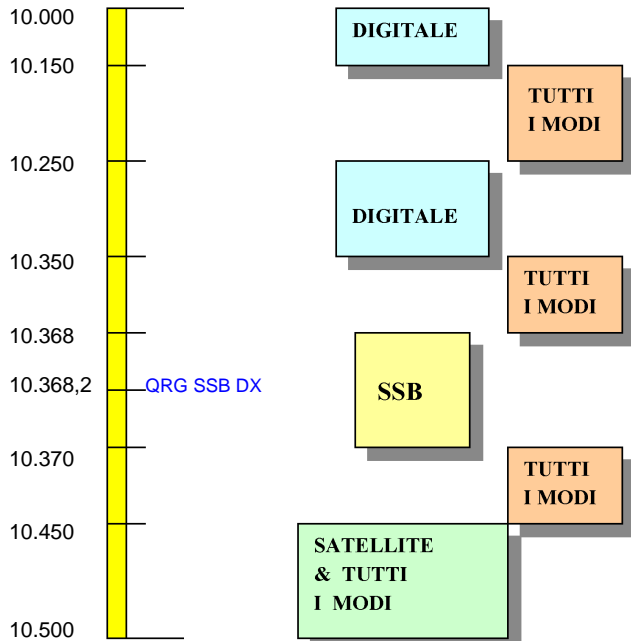 10.000
DIGITALE
10.150
TUTTI
I MODI
10.250
DIGITALE
10.350
TUTTI
I MODI
10.368
10.368,2 QRG SSB DX
SSB
10.370
TUTTI
I MODI
10.450
SATELLITE
& TUTTI
I MODI
10.500